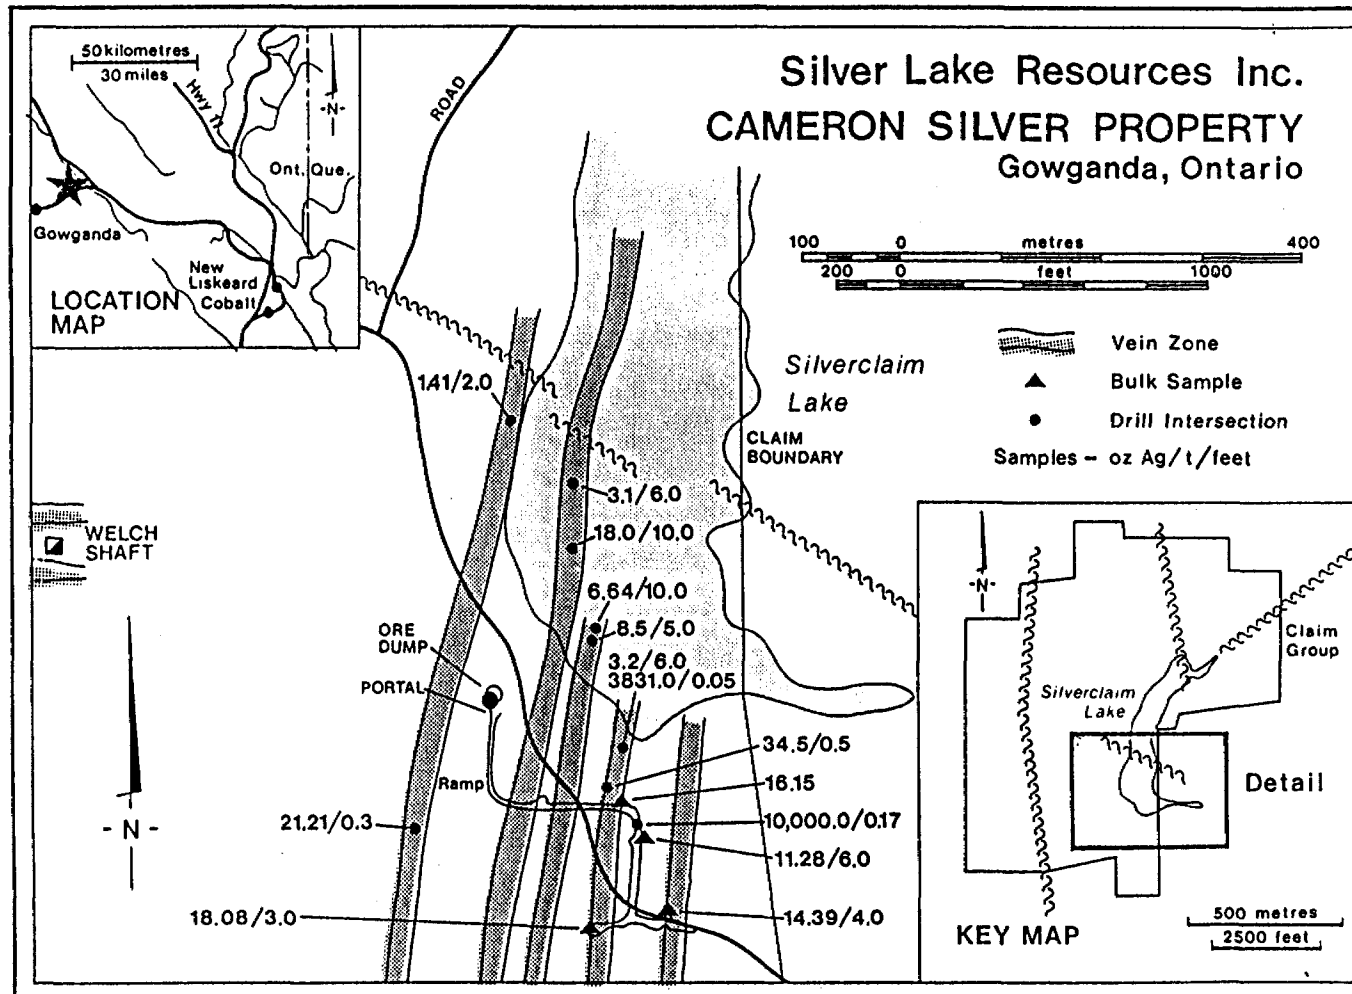 50 kilometres
30 miles
Hwy 11
-N-
Ont. Que.
Gowganda
New
Liskeard
Cobalt
LOCATION
MAP
ROAD
Silver Lake Resources Inc.
CAMERON SILVER PROPERTY
Gowganda, Ontario
100 0 metres 400
200 0 feet 1000
Vein Zone
Bulk Sample
Drill Intersection
Samples - oz Ag/t/feet
Silverclaim
Lake
CLAIM
BOUNDARY
1.41/2.0
3.1/6.0
18.0/10.0
WELCH
SHAFT
6.64/10.0
8.5/5.0
3.2/6.0
3831.0/0.05
ORE
DUMP
PORTAL
Ramp
34.5/0.5
16.15
10,000.0/0.17
11.28/6.0
21.21/0.3
14.39/4.0
18.08/3.0
-N-
-N-
Claim
Group
Silverclaim
Lake
Detail
500 metres
2500 feet
KEY MAP